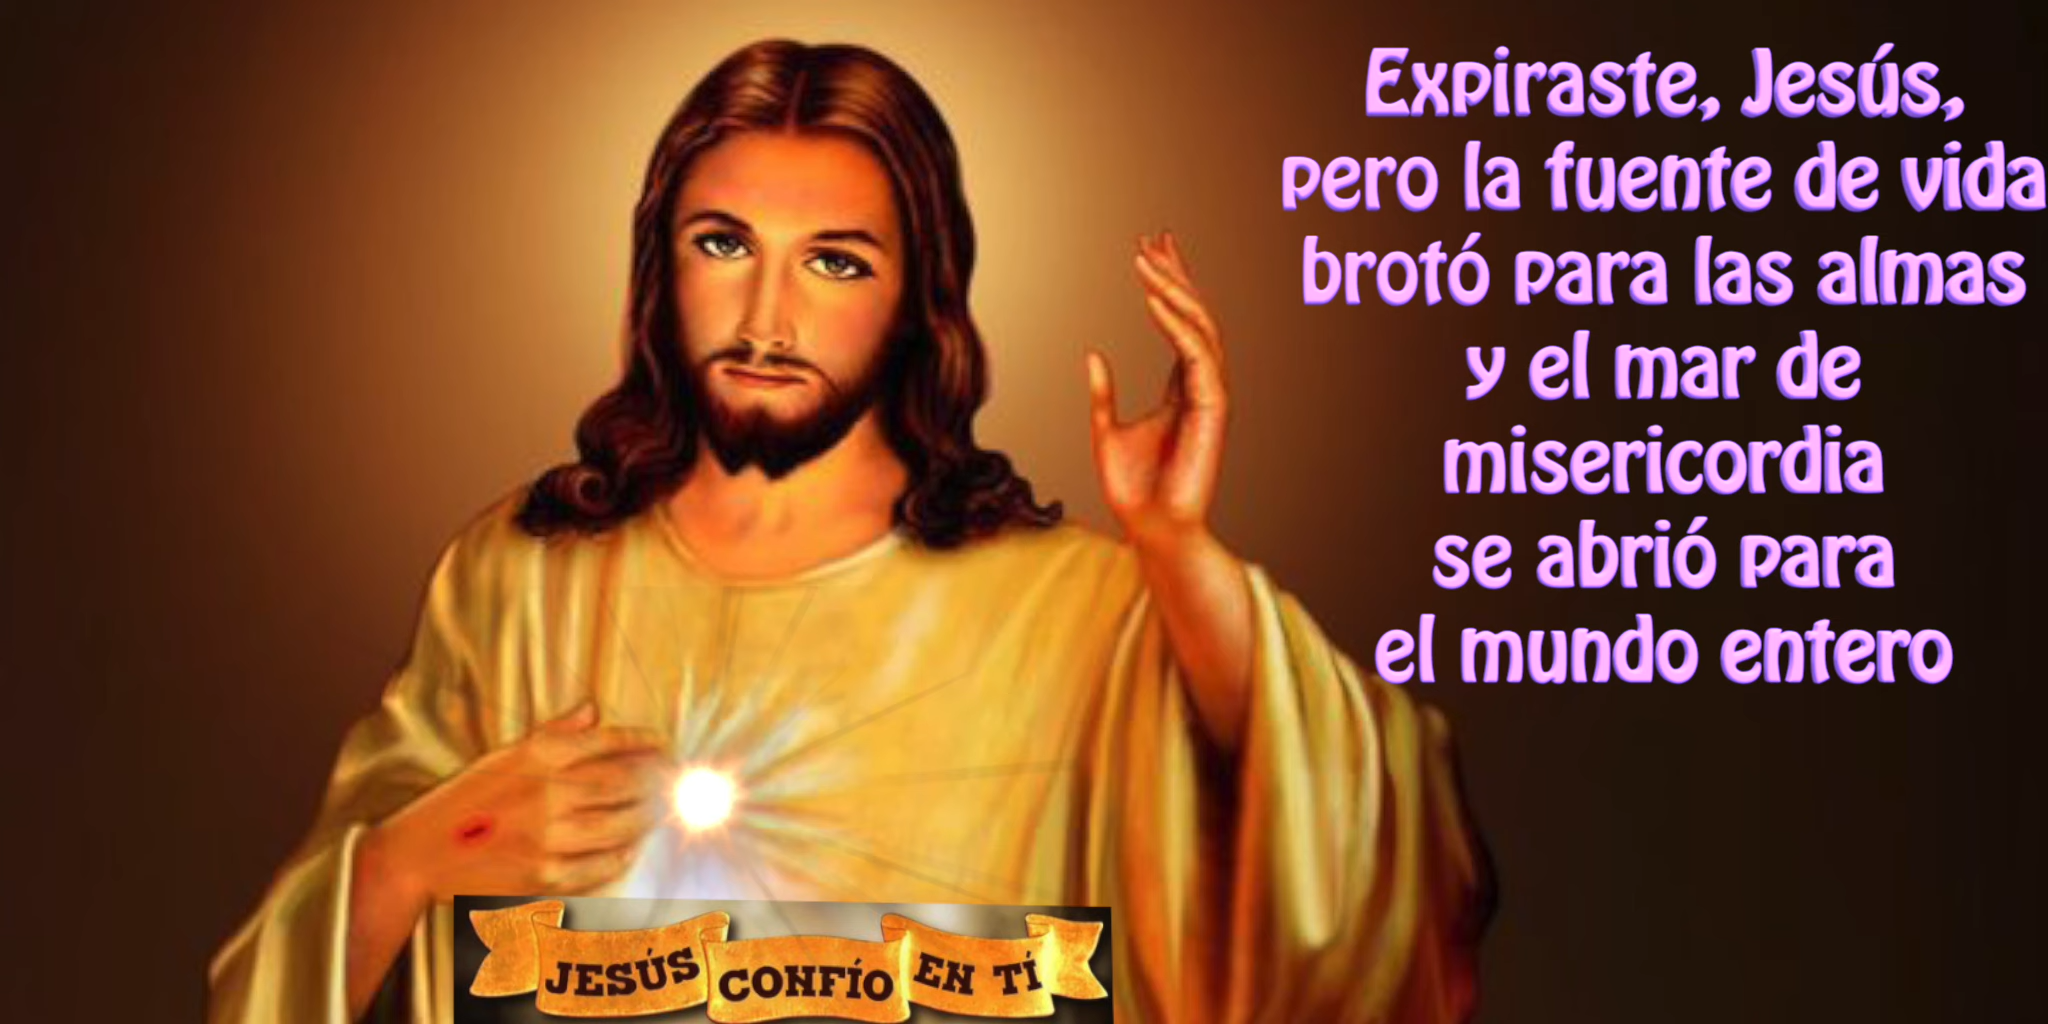 Expiraste, Jesús,
pero la fuente de vida
brotó para las almas
y el mar de
misericordia
se abrió para
el mundo entero
JESÚS CONFÍO EN TÍ